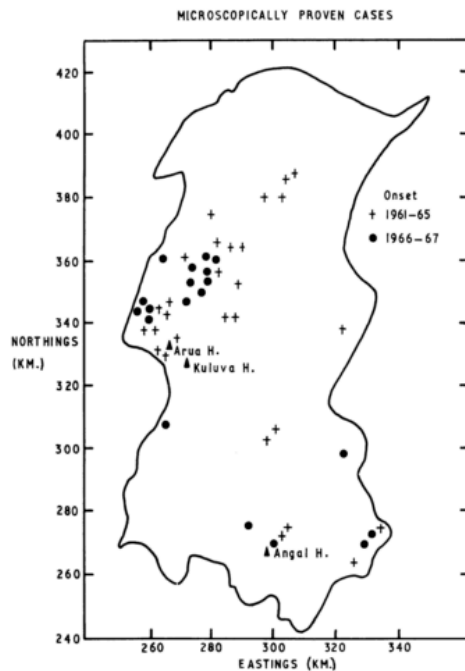 MICROSCOPICALLY PROVEN CASES
420
400
Onset
† 1961-65
● 1966-67
380
360
NORTHINGS
(KM.)
340
Arua H.
Kuluva H.
320
300
280
Angal H.
260
240
260 280 300 320 340
EASTINGS (KM.)